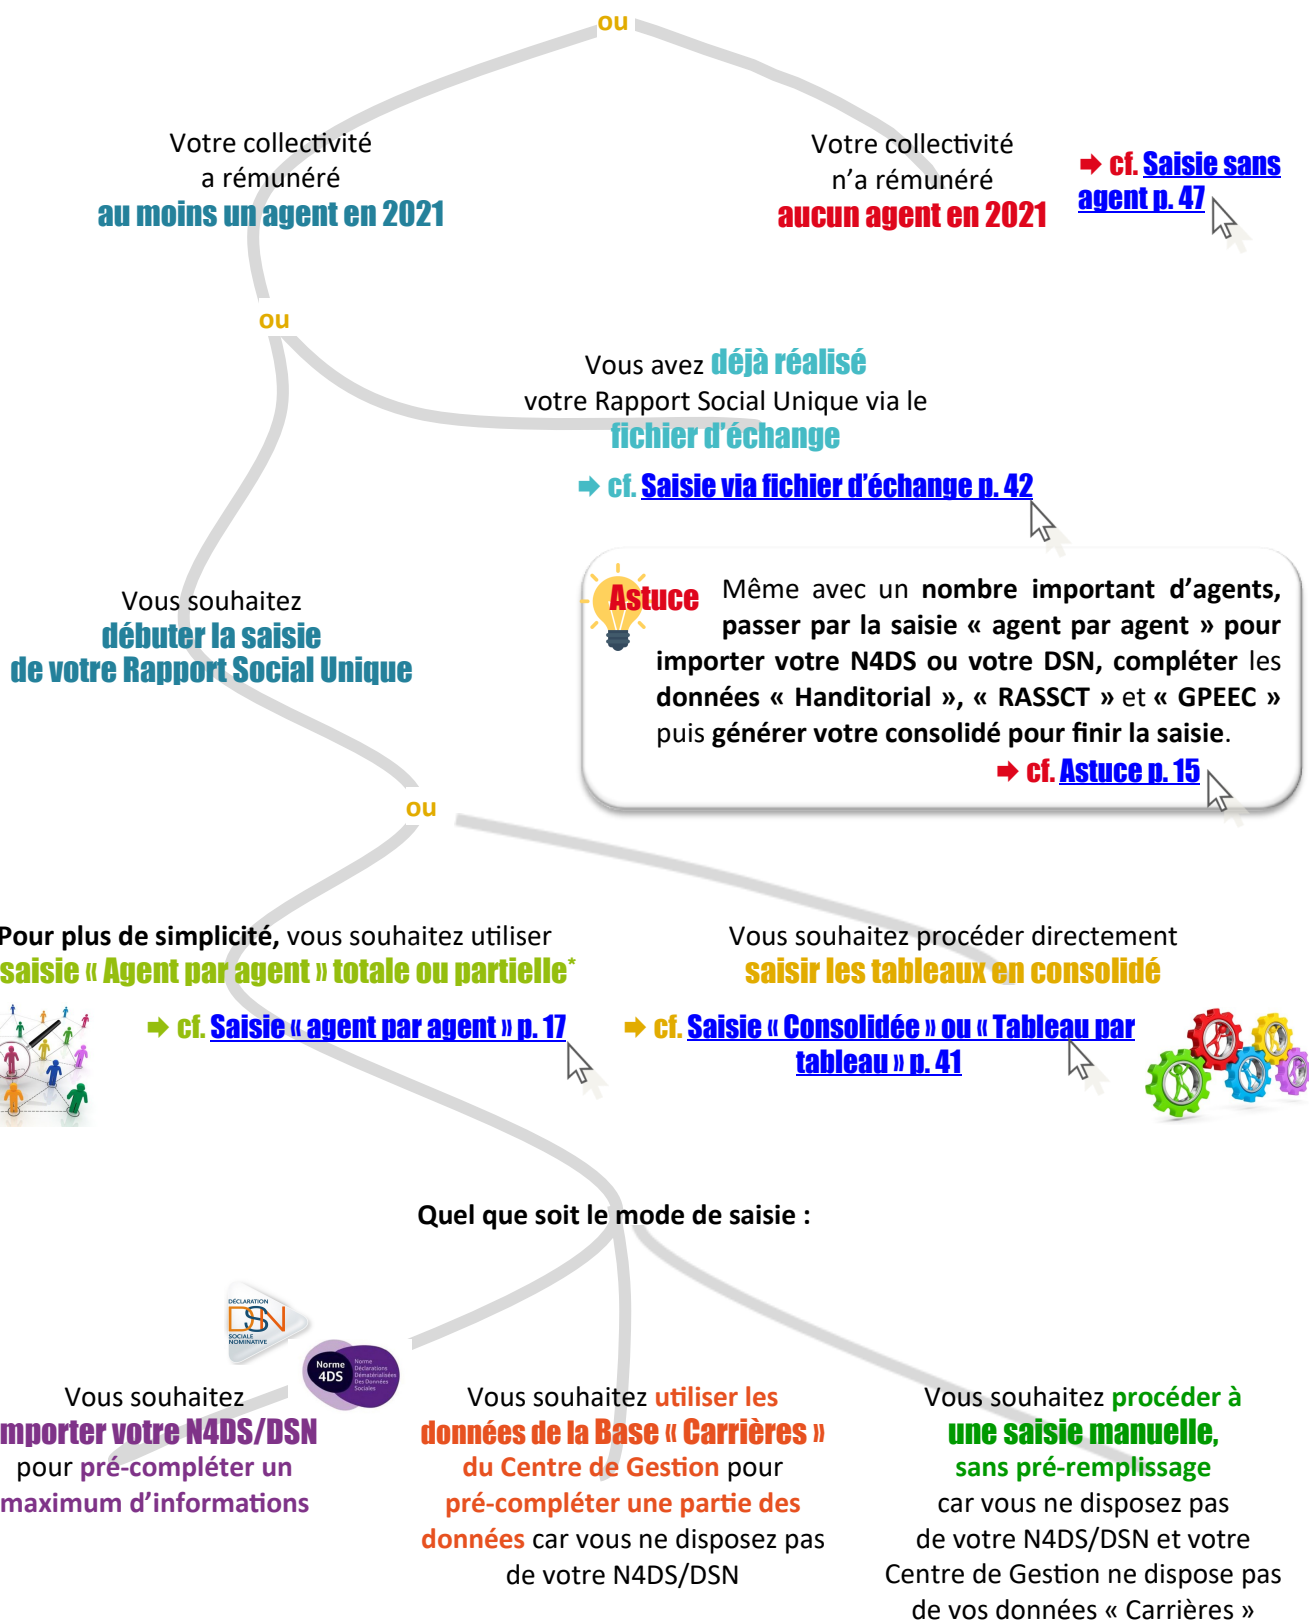 ou
Votre collectivité
a rémunéré
au moins un agent en 2021
Votre collectivité
n'a rémunéré
aucun agent en 2021
➡ cf. Saisie sans
agent p. 47
ou
Vous avez déjà réalisé
votre Rapport Social Unique via le
fichier d'échange
➡ cf. Saisie via fichier d'échange p. 42
Astuce Même avec un nombre important d'agents,
passer par la saisie « agent par agent » pour
importer votre N4DS ou votre DSN, compléter les
données « Handitorial », « RASSCT » et « GPEEC »
puis générer votre consolidé pour finir la saisie.
➡ cf. Astuce p. 15
Vous souhaitez
débuter la saisie
de votre Rapport Social Unique
ou
Pour plus de simplicité, vous souhaitez utiliser
saisie « Agent par agent » totale ou partielle*
➡ cf. Saisie « agent par agent » p. 17
Vous souhaitez procéder directement
saisir les tableaux en consolidé
➡ cf. Saisie « Consolidée » ou « Tableau par
tableau » p. 41
Quel que soit le mode de saisie :
DÉCLARATION
DSN
SOCIALE
NOMINATIVE
Norme
4DS
Norme
Déclarations
Dématérialisées
Des Données
Sociales
Vous souhaitez
mporter votre N4DS/DSN
pour pré-compléter un
maximum d'informations
Vous souhaitez utiliser les
données de la Base « Carrières »
du Centre de Gestion pour
pré-compléter une partie des
données car vous ne disposez pas
de votre N4DS/DSN
Vous souhaitez procéder à
une saisie manuelle,
sans pré-remplissage
car vous ne disposez pas
de votre N4DS/DSN et votre
Centre de Gestion ne dispose pas
de vos données « Carrières »